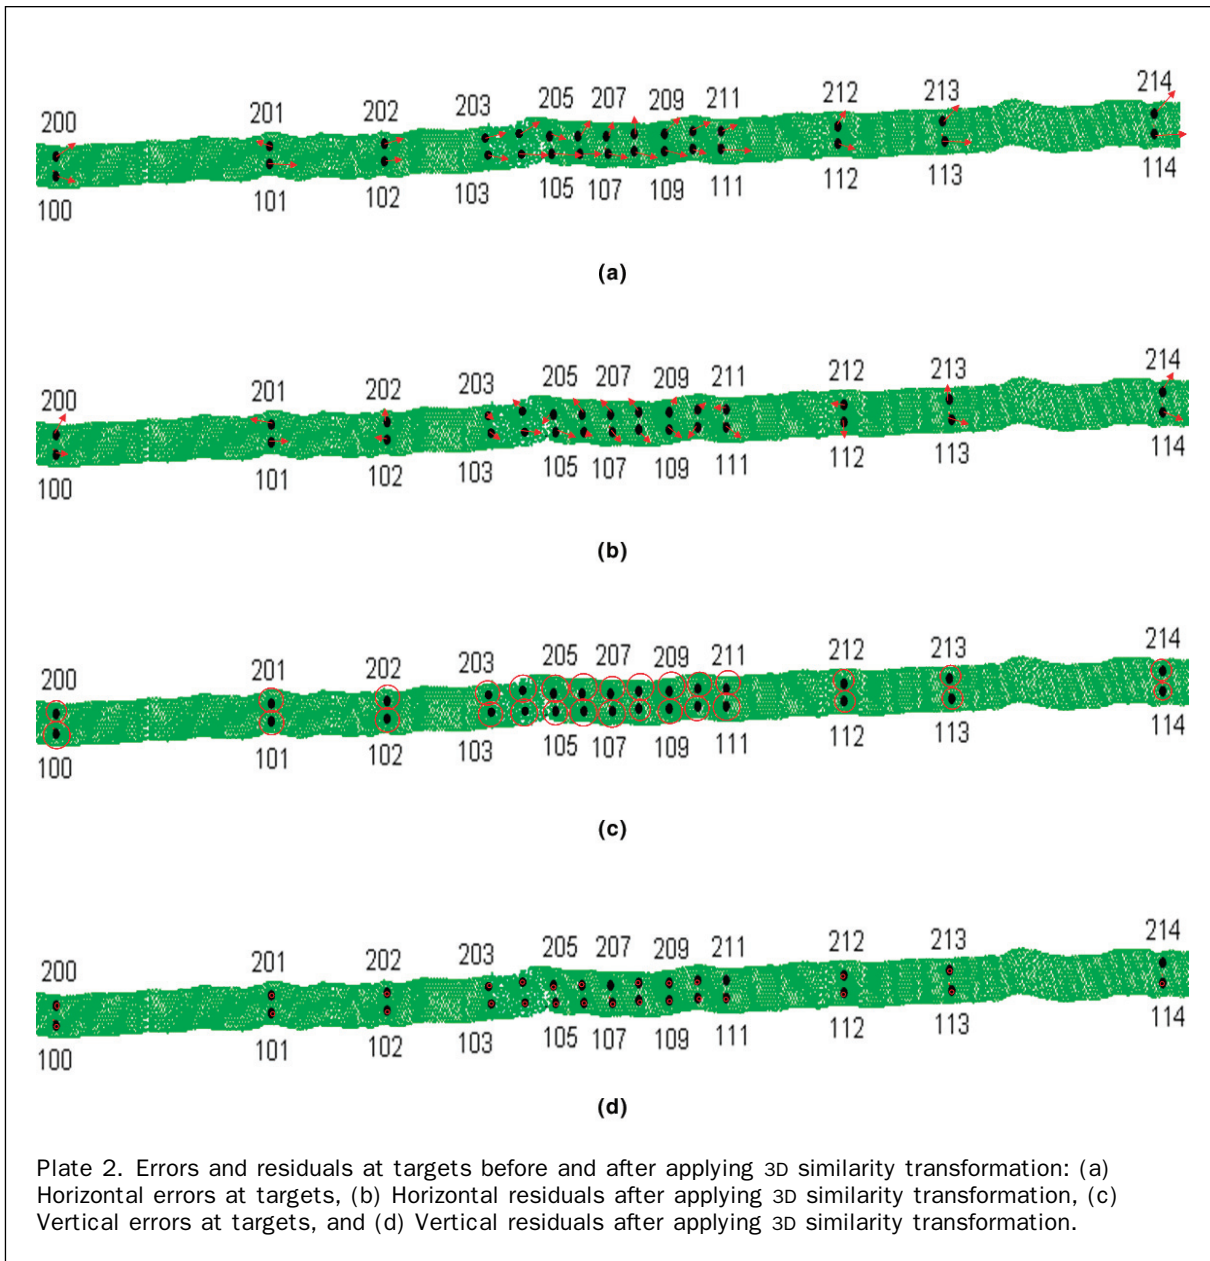 200 201 202 203 205 207 209 211 212 213 214
100 101 102 103 105 107 109 111 112 113 114
(a)
200 201 202 203 205 207 209 211 212 213 214
100 101 102 103 105 107 109 111 112 113 114
(b)
200 201 202 203 205 207 209 211 212 213 214
100 101 102 103 105 107 109 111 112 113 114
(c)
200 201 202 203 205 207 209 211 212 213 214
100 101 102 103 105 107 109 111 112 113 114
(d)
Plate 2. Errors and residuals at targets before and after applying 3D similarity transformation: (a)
Horizontal errors at targets, (b) Horizontal residuals after applying 3D similarity transformation, (c)
Vertical errors at targets, and (d) Vertical residuals after applying 3D similarity transformation.